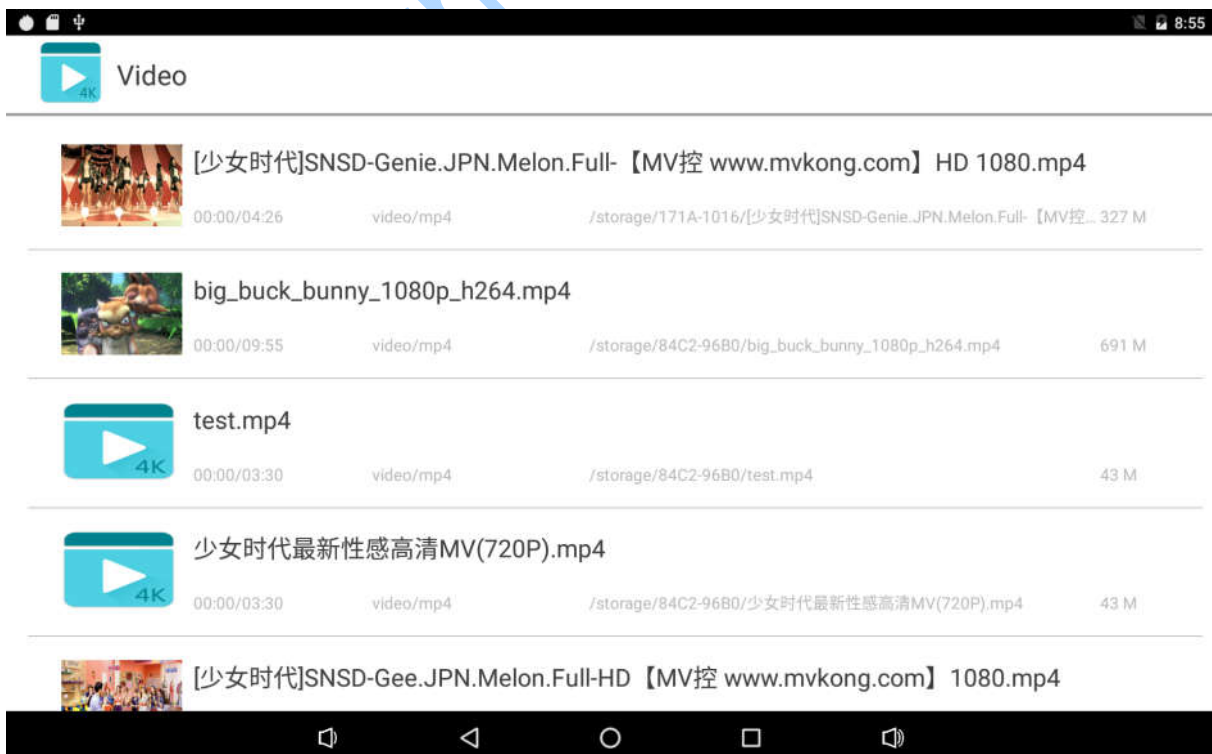 8:55
4K
Video
[少女时代]SNSD-Genie.JPN.Melon.Full-【MV控 www.mvkong.com】HD 1080.mp4
00:00/04:26 video/mp4 /storage/171A-1016/[少女时代]SNSD-Genie.JPN.Melon.Full-【MV控... 327 M
big_buck_bunny_1080p_h264.mp4
00:00/09:55 video/mp4 /storage/84C2-96B0/big_buck_bunny_1080p_h264.mp4 691 M
test.mp4
4K
00:00/03:30 video/mp4 /storage/84C2-96B0/test.mp4 43 M
少女时代最新性感高清MV(720P).mp4
4K
00:00/03:30 video/mp4 /storage/84C2-96B0/少女时代最新性感高清MV(720P).mp4 43 M
[少女时代]SNSD-Gee.JPN.Melon.Full-HD【MV控 www.mvkong.com】1080.mp4